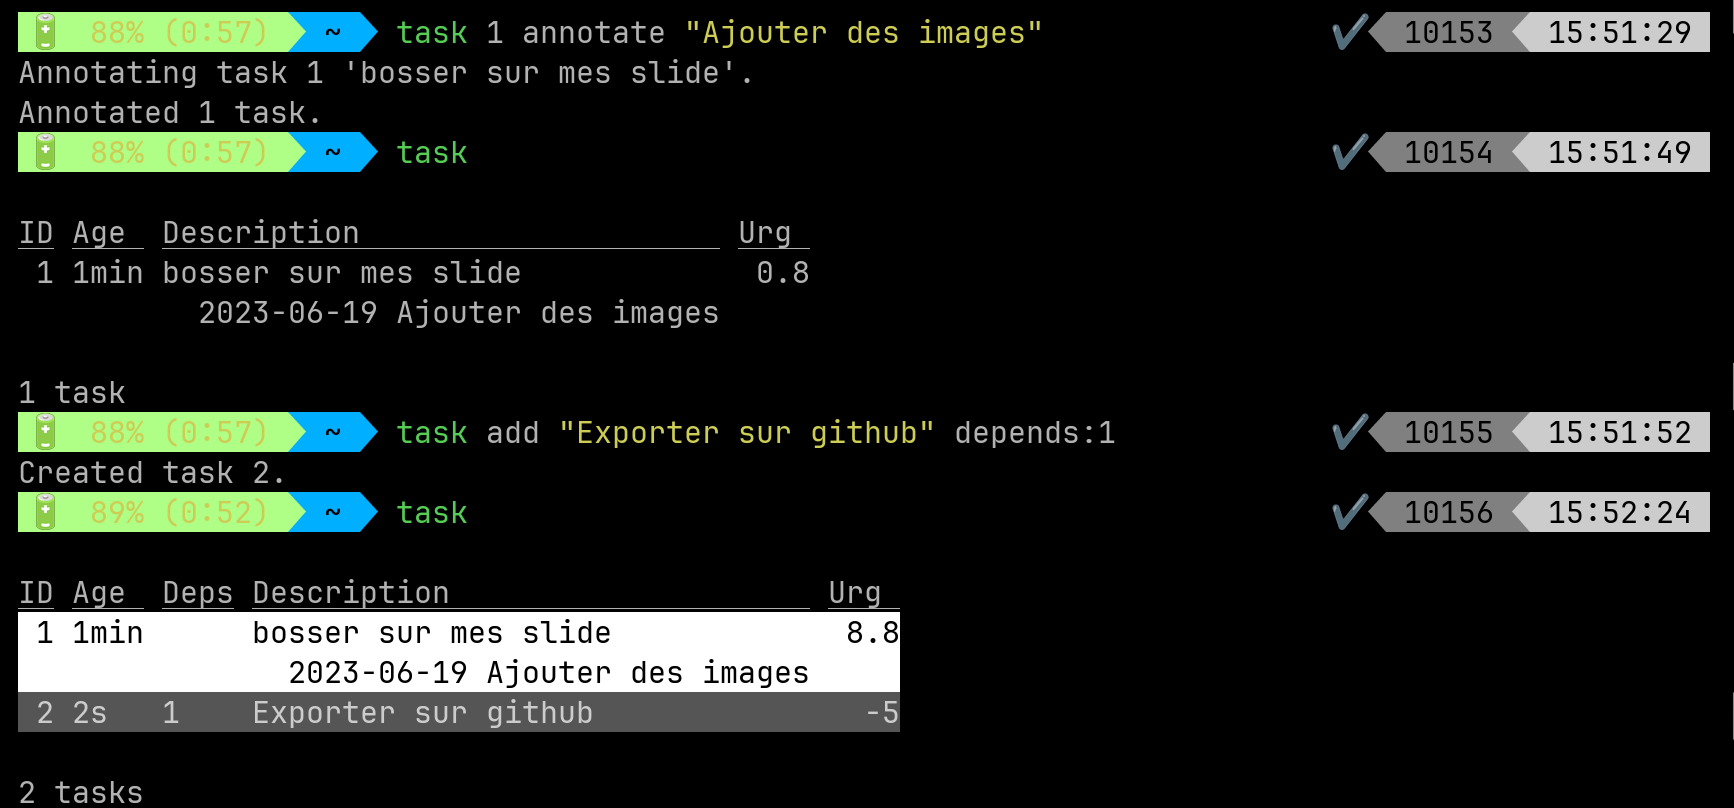 88% (0:57) ~ task 1 annotate "Ajouter des images" 10153 15:51:29
Annotating task 1 'bosser sur mes slide'.
Annotated 1 task.
88% (0:57) ~ task 10154 15:51:49
ID Age Description Urg
1 1min bosser sur mes slide 0.8
2023-06-19 Ajouter des images
1 task
88% (0:57) ~ task add "Exporter sur github" depends:1 10155 15:51:52
Created task 2.
89% (0:52) ~ task 10156 15:52:24
ID Age Deps Description Urg
1 1min bosser sur mes slide 8.8
2023-06-19 Ajouter des images
2 2s 1 Exporter sur github -5
2 tasks